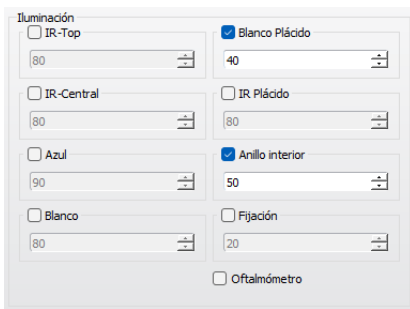 Iluminación
IR-Top
Blanco Plácido
80
40
IR-Central
IR Plácido
80
80
Azul
Anillo interior
90
50
Blanco
Fijación
80
20
Oftalmómetro